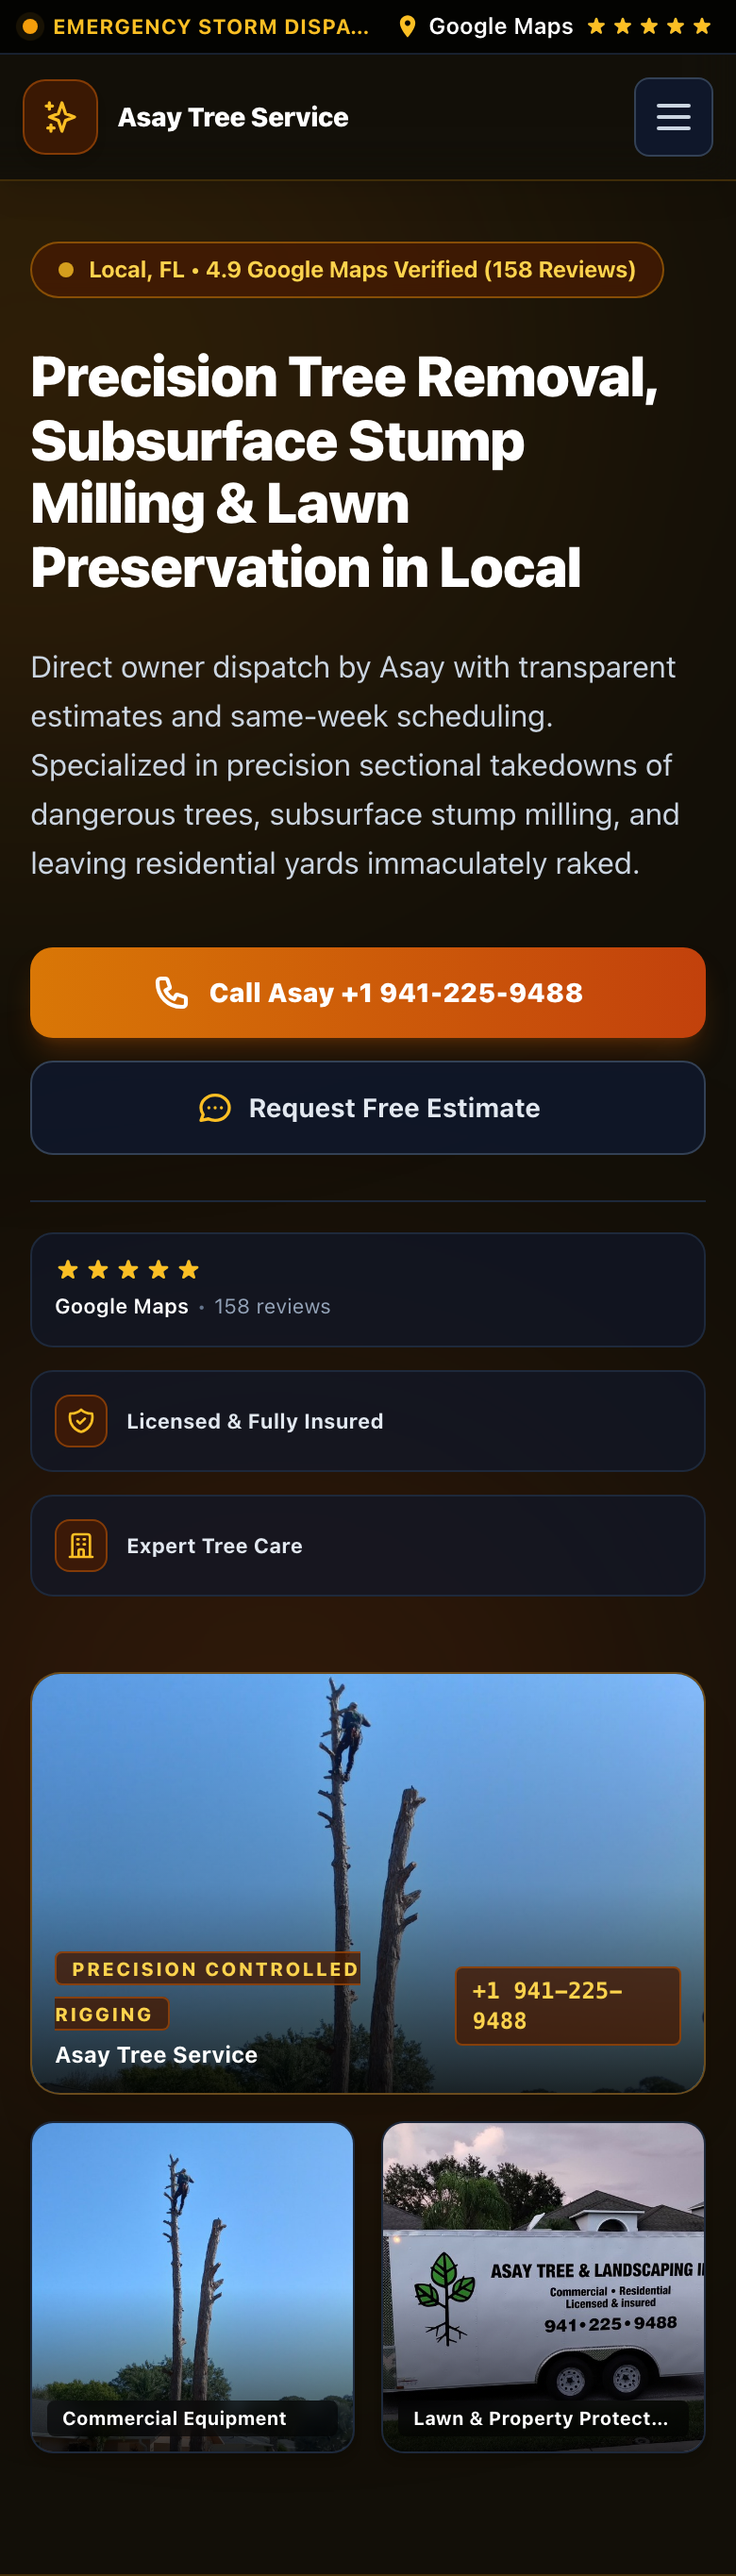 EMERGENCY STORM DISPA...
Google Maps
Asay Tree Service
Local, FL • 4.9 Google Maps Verified (158 Reviews)
Precision Tree Removal,
Subsurface Stump
Milling & Lawn
Preservation in Local
Direct owner dispatch by Asay with transparent
estimates and same-week scheduling.
Specialized in precision sectional takedowns of
dangerous trees, subsurface stump milling, and
leaving residential yards immaculately raked.
Call Asay +1 941-225-9488
Request Free Estimate
Google Maps • 158 reviews
Licensed & Fully Insured
Expert Tree Care
PRECISION CONTROLLED
RIGGING
Asay Tree Service
+1 941-225-
9488
Commercial Equipment
ASAY TREE & LANDSCAPING I
Commercial • Residential
Licensed & insured
941•225•9488
Lawn & Property Protect...